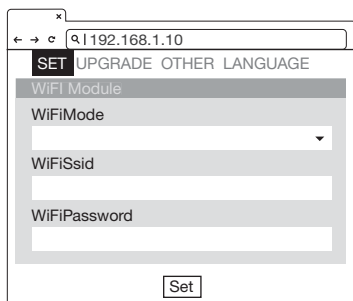 192.168.1.10
SET UPGRADE OTHER LANGUAGE
WiFI Module
WiFiMode
WiFiSsid
WiFiPassword
Set